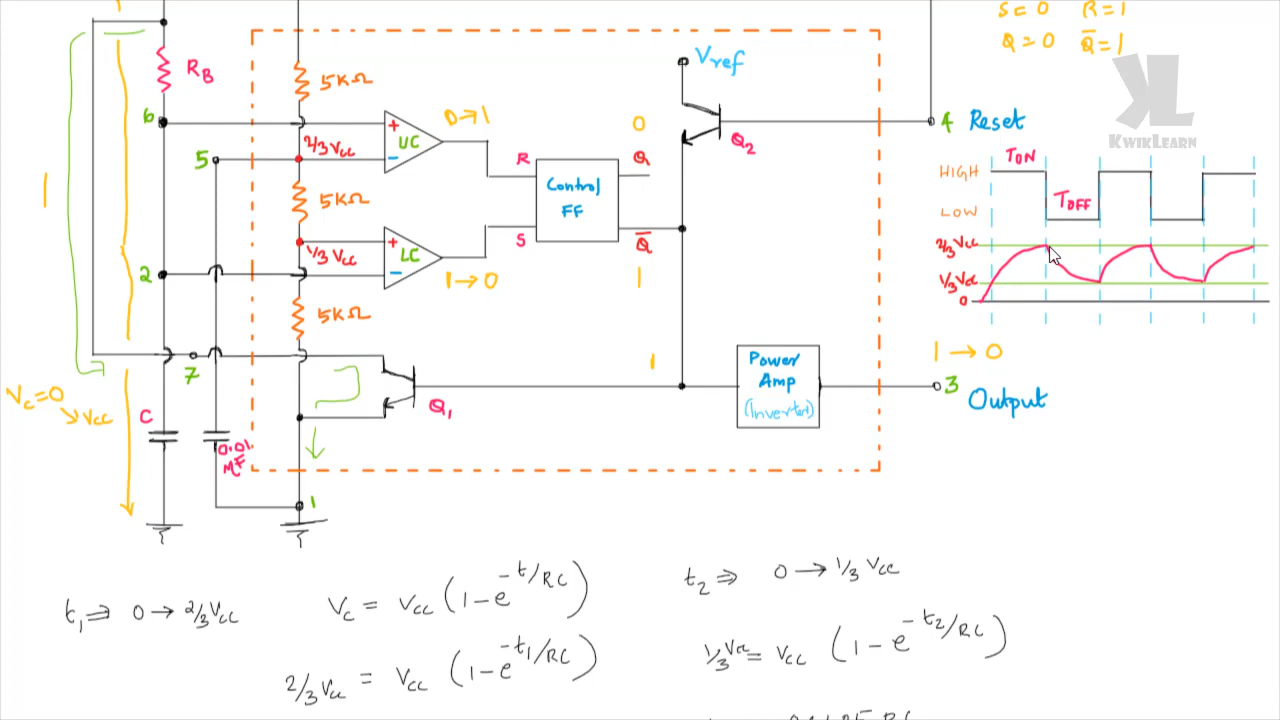 S = 0 R = 1
Q = 0 Q̅ = 1
KWIKLEARN
Vref
RB
5KΩ
6
0→1
0
4 Reset
+
UC
-
Q2
2/3 VCC
5
R
Q
TON
HIGH
Control
FF
5KΩ
TOFF
LOW
1
S
Q̅
2/3 VCC
+
LC
-
1/3 VCC
2
1→0
1
1/3 VCC
0
5KΩ
1 → 0
1
Power
Amp
(Inverter)
3
Output
7
VC=0
↘VCC
C
Q1
0.01
MF
1
t1 ⇒ 0 → 2/3 VCC
VC = VCC (1-e^-t/RC)
t2 ⇒ 0 → 1/3 VCC
2/3 VCC = VCC (1-e^-t1/RC)
1/3 VCC = VCC (1-e^-t2/RC)